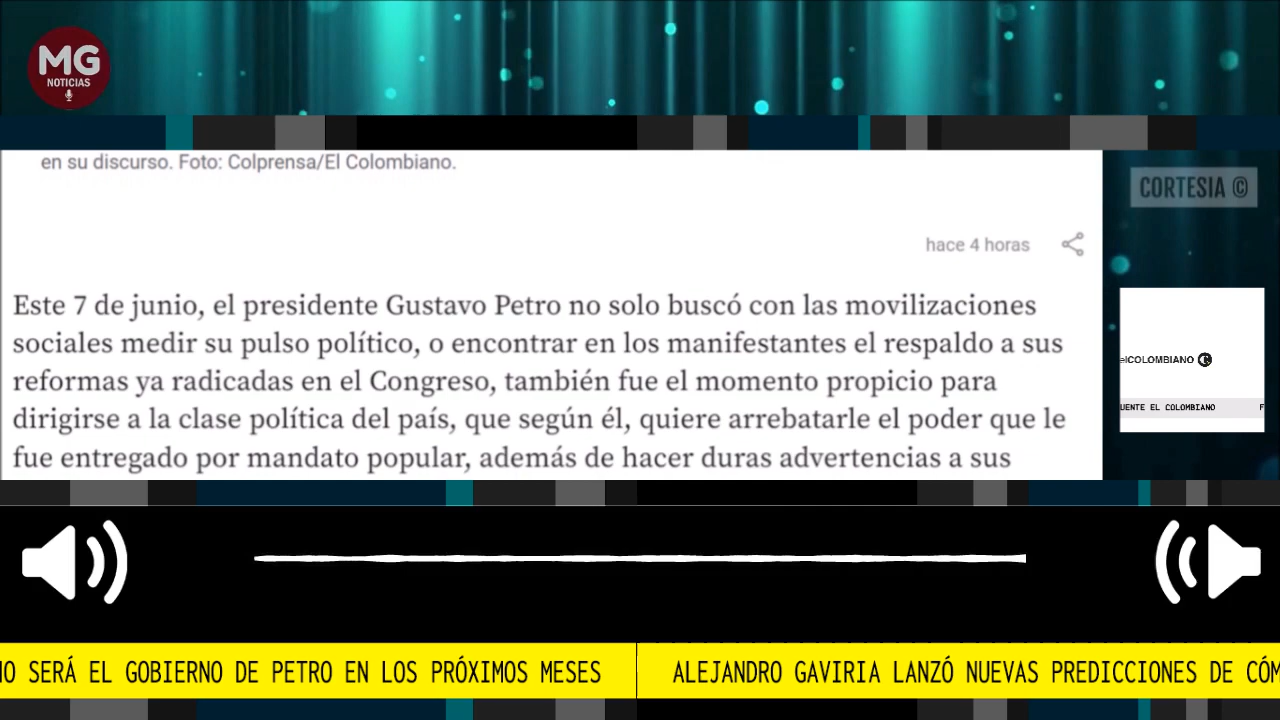 MG
NOTICIAS
en su discurso. Foto: Colprensa/El Colombiano.
CORTESIA ©
hace 4 horas
Este 7 de junio, el presidente Gustavo Petro no solo buscó con las movilizaciones
sociales medir su pulso político, o encontrar en los manifestantes el respaldo a sus
reformas ya radicadas en el Congreso, también fue el momento propicio para
dirigirse a la clase política del país, que según él, quiere arrebatarle el poder que le
fue entregado por mandato popular, además de hacer duras advertencias a sus
elCOLOMBIANO
UENTE EL COLOMBIANO F
O SERÁ EL GOBIERNO DE PETRO EN LOS PRÓXIMOS MESES ALEJANDRO GAVIRIA LANZÓ NUEVAS PREDICCIONES DE CÓM